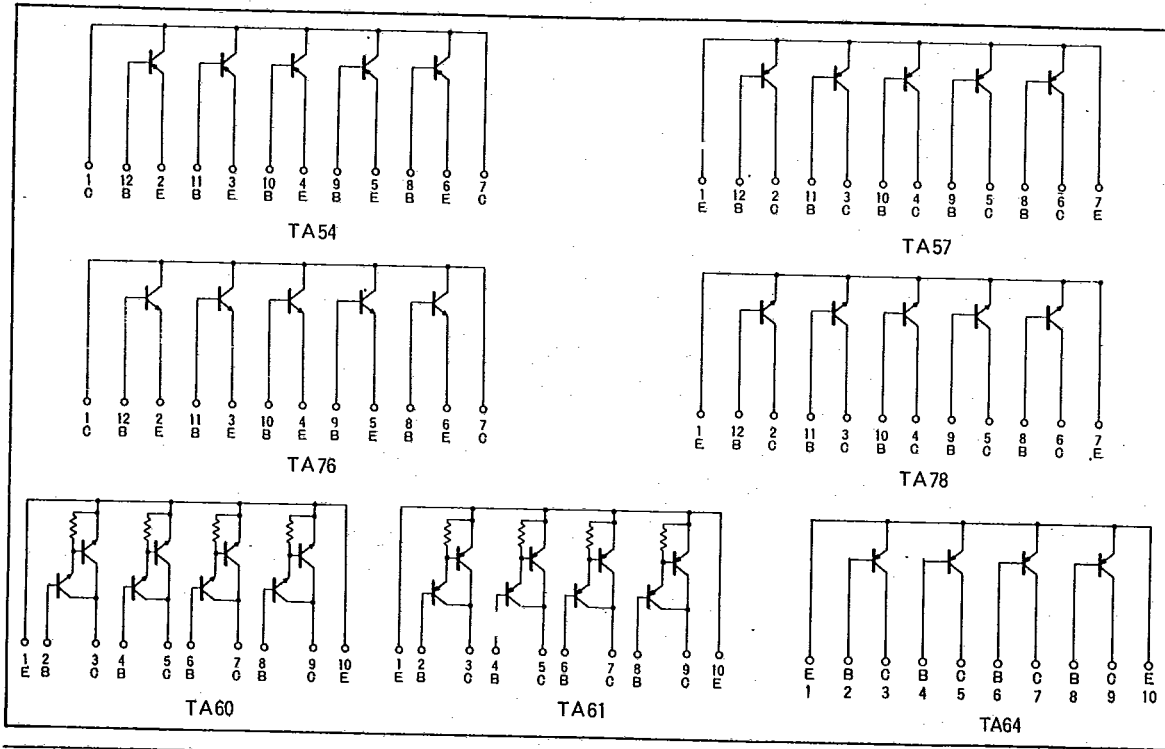 1 12 2 11 3 10 4 9 5 8 6 7
C B E B E B E B E B E C
TA54
1 12 2 11 3 10 4 9 5 8 6 7
E B C B C B C B C B C E
TA57
1 12 2 11 3 10 4 9 5 8 6 7
C B E B E B E B E B E C
TA76
1 12 2 11 3 10 4 9 5 8 6 7
E B C B C B C B C B C E
TA78
1 2 3 4 5 6 7 8 9 10
E B C B C B C B C E
TA60
1 2 3 4 5 6 7 8 9 10
E B C B C B C B C E
TA61
E B C B C B C B C E
1 2 3 4 5 6 7 8 9 10
TA64